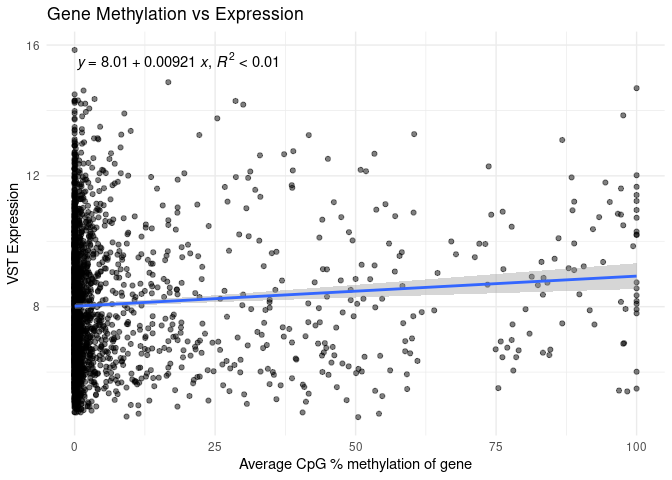 Gene Methylation vs Expression
16
y = 8.01 + 0.00921 x, R² < 0.01
12
VST Expression
8
0 25 50 75 100
Average CpG % methylation of gene